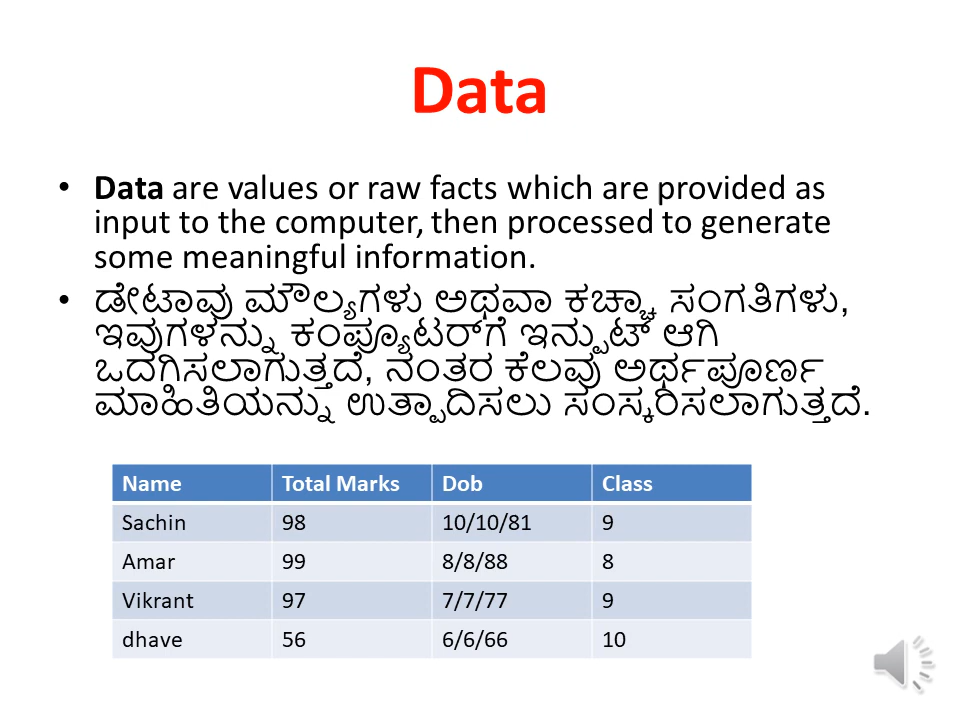 Data
• Data are values or raw facts which are provided as
input to the computer, then processed to generate
some meaningful information.
• ಡೇಟಾವು ಮೌಲ್ಯಗಳು ಅಥವಾ ಕಚ್ಚಾ ಸಂಗತಿಗಳು,
ಇವುಗಳನ್ನು ಕಂಪ್ಯೂಟರ್‌ಗೆ ಇನ್ಪುಟ್ ಆಗಿ
ಒದಗಿಸಲಾಗುತ್ತದೆ, ನಂತರ ಕೆಲವು ಅರ್ಥಪೂರ್ಣ
ಮಾಹಿತಿಯನ್ನು ಉತ್ಪಾದಿಸಲು ಸಂಸ್ಕರಿಸಲಾಗುತ್ತದೆ.
Name Total Marks Dob Class
Sachin 98 10/10/81 9
Amar 99 8/8/88 8
Vikrant 97 7/7/77 9
dhave 56 6/6/66 10